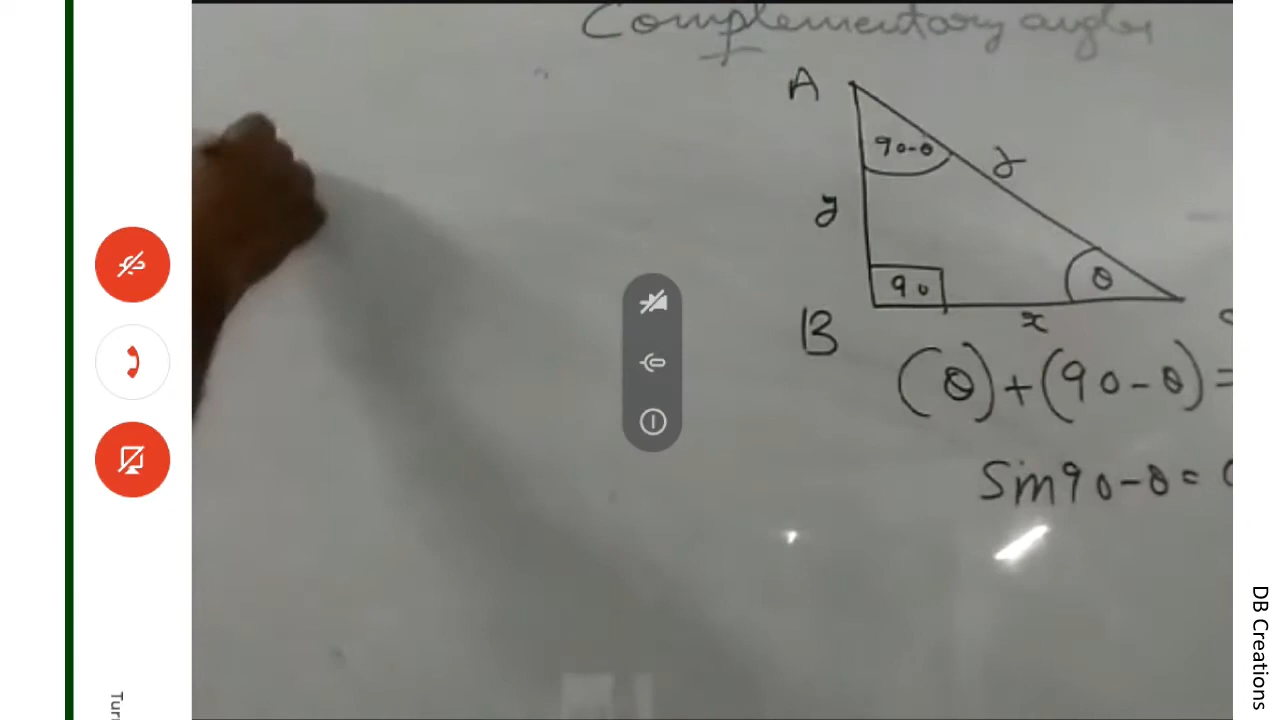 Complementary angles
A
90-θ
y
90
θ
B
x
(θ)+(90-θ)=
Sin90-θ=
DB Creations